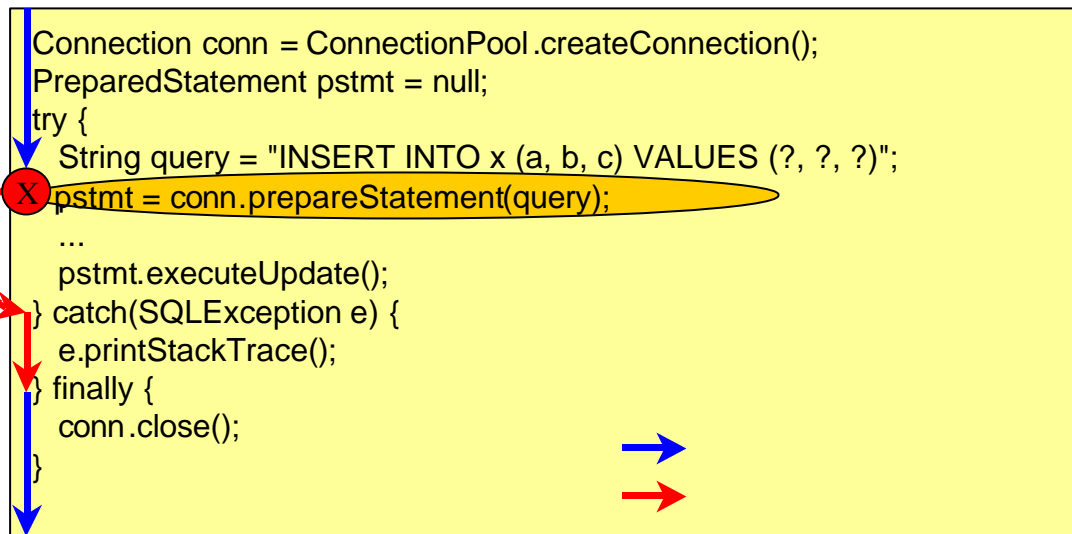 Connection conn = ConnectionPool.createConnection();
PreparedStatement pstmt = null;
try {
String query = "INSERT INTO x (a, b, c) VALUES (?, ?, ?)";
X pstmt = conn.prepareStatement(query);
...
pstmt.executeUpdate();
} catch(SQLException e) {
e.printStackTrace();
} finally {
conn.close();
}